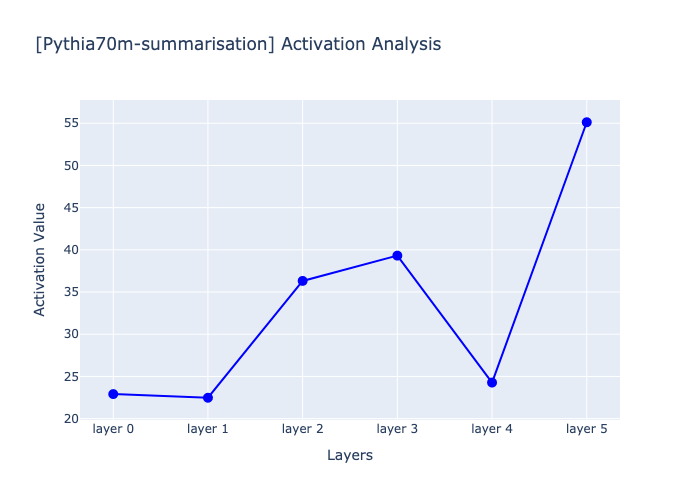 [Pythia70m-summarisation] Activation Analysis
Activation Value
55
50
45
40
35
30
25
20
layer 0
layer 1
layer 2
layer 3
layer 4
layer 5
Layers